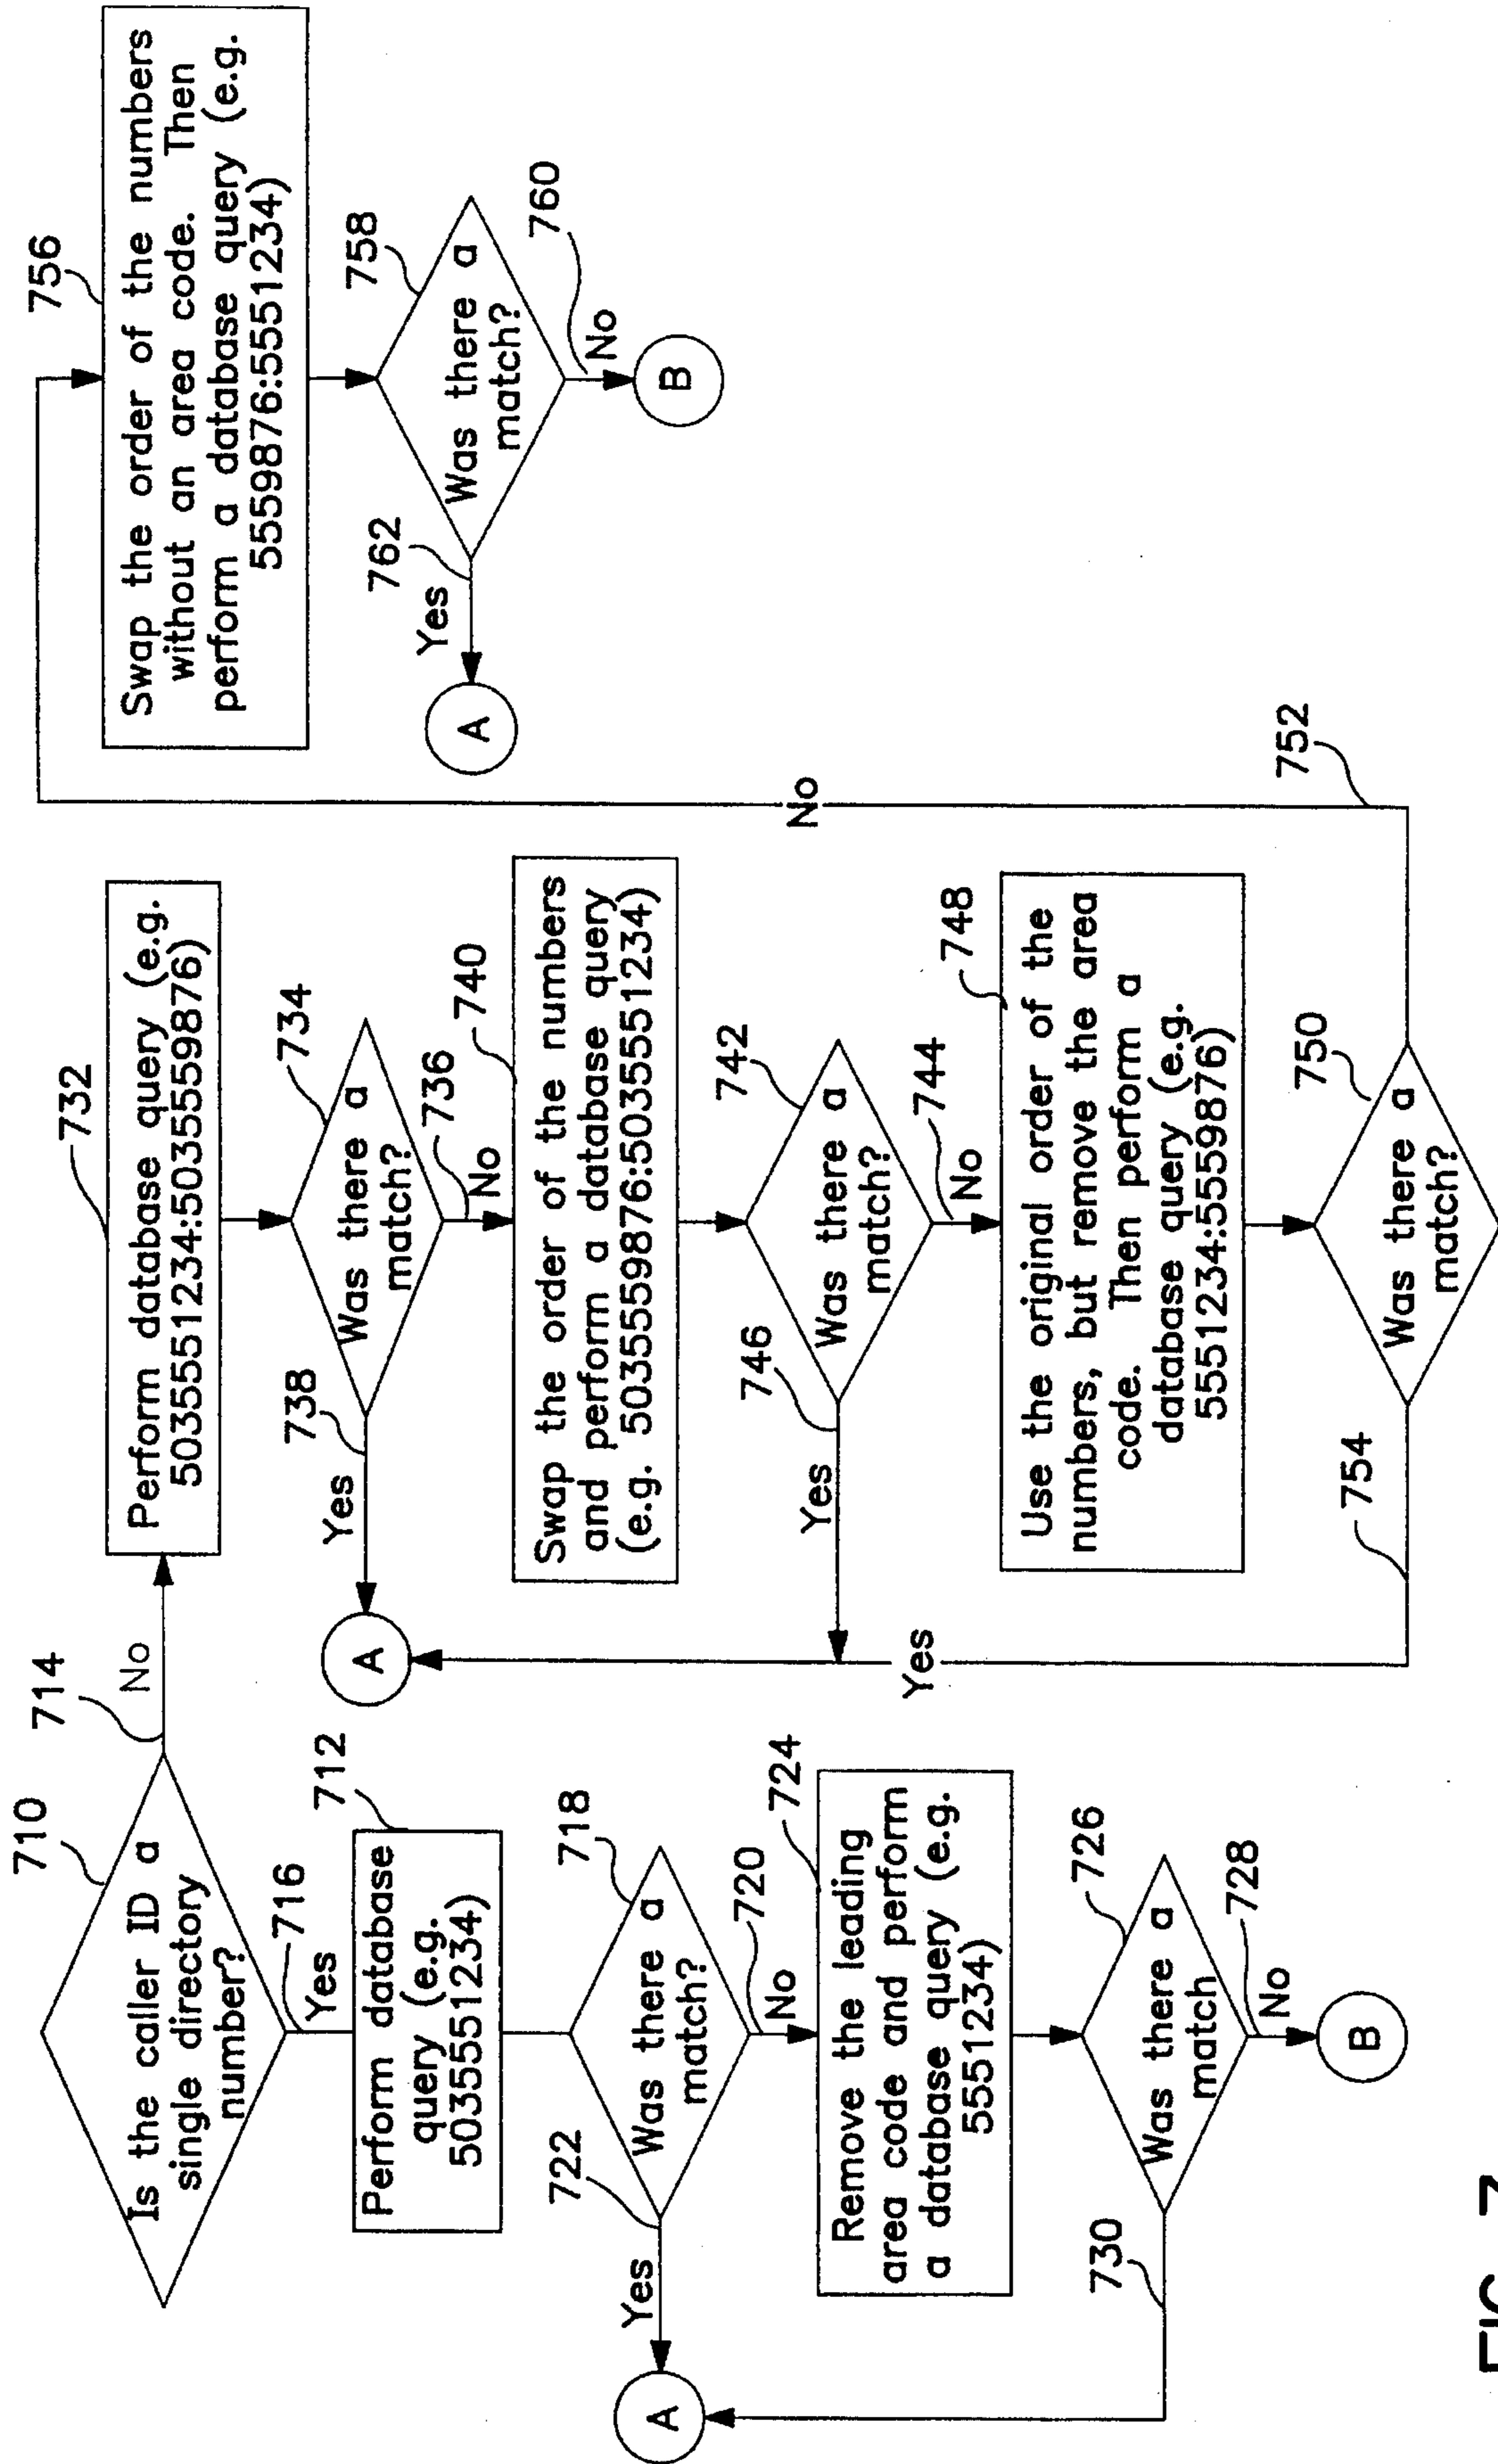 710
Is the caller ID a
single directory
number?
714
No
716
Yes
712
Perform database
query (e.g.
5035551234)
718
Was there a
match?
722
Yes
A
720
No
724
Remove the leading
area code and perform
a database query (e.g.
5551234)
726
Was there a
match
730
728
No
B
732
Perform database query (e.g.
5035551234:5035559876)
734
Was there a
match?
738
Yes
A
736
No
740
Swap the order of the numbers
and perform a database query
(e.g. 5035559876:5035551234)
742
Was there a
match?
746
Yes
744
No
748
Use the original order of the
numbers, but remove the area
code. Then perform a
database query (e.g.
5551234:5559876)
750
Was there a
match?
754
Yes
752
No
756
Swap the order of the numbers
without an area code. Then
perform a database query (e.g.
5559876:5551234)
758
Was there a
match?
762
Yes
A
760
No
B
FIG. 7